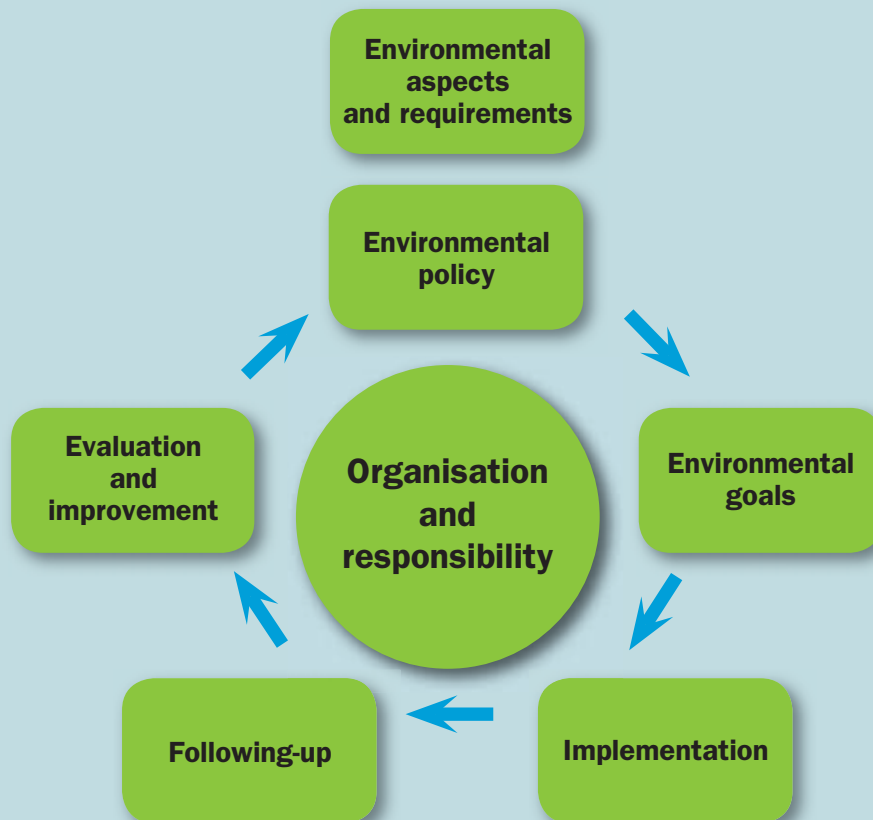 Environmental
aspects
and requirements
Environmental
policy
Evaluation
and
improvement
Organisation
and
responsibility
Environmental
goals
Following-up
Implementation